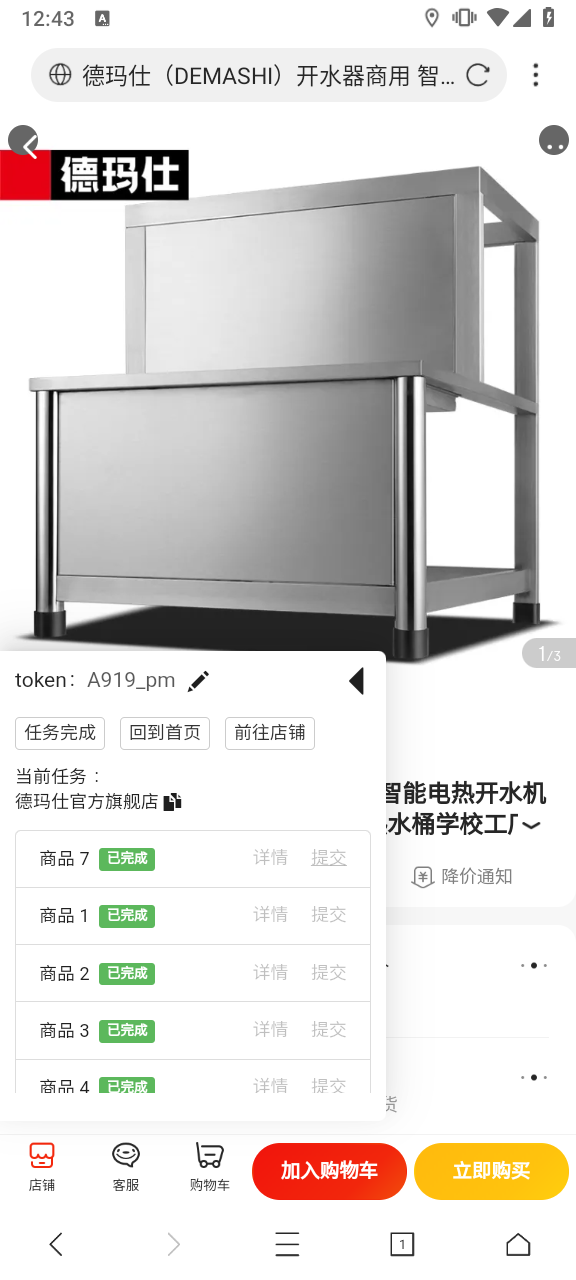 12:43
A
德玛仕（DEMASHI）开水器商用 智…
德玛仕
1/3
token： A919_pm
任务完成 回到首页 前往店铺
智能电热开水机
当前任务：
德玛仕官方旗舰店
水桶学校工厂
商品 7 已完成 详情 提交
降价通知
商品 1 已完成 详情 提交
商品 2 已完成 详情 提交
商品 3 已完成 详情 提交
商品 4 已完成 详情 提交
货
店铺 客服 购物车 加入购物车 立即购买
1